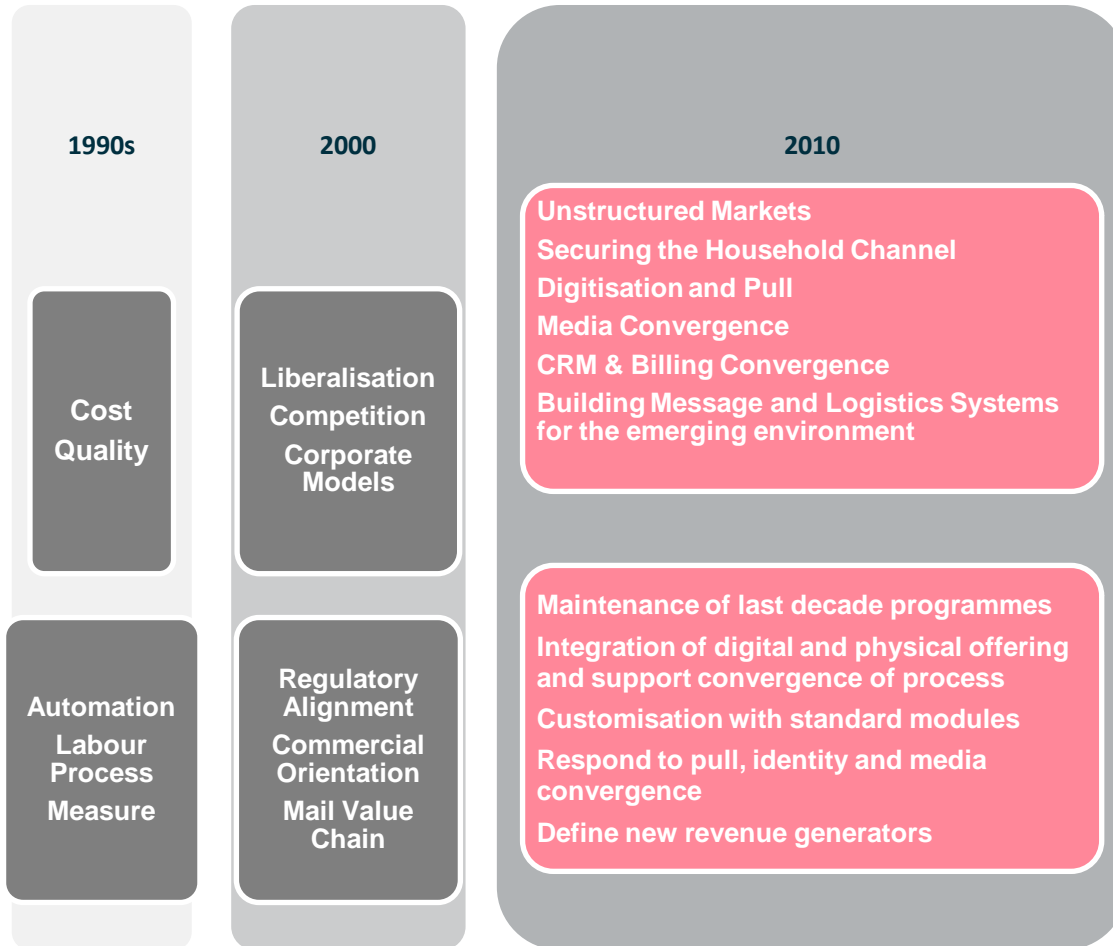 1990s
2000
2010
Cost
Quality
Liberalisation
Competition
Corporate
Models
Unstructured Markets
Securing the Household Channel
Digitisation and Pull
Media Convergence
CRM & Billing Convergence
Building Message and Logistics Systems
for the emerging environment
Automation
Labour
Process
Measure
Regulatory
Alignment
Commercial
Orientation
Mail Value
Chain
Maintenance of last decade programmes
Integration of digital and physical offering
and support convergence of process
Customisation with standard modules
Respond to pull, identity and media
convergence
Define new revenue generators